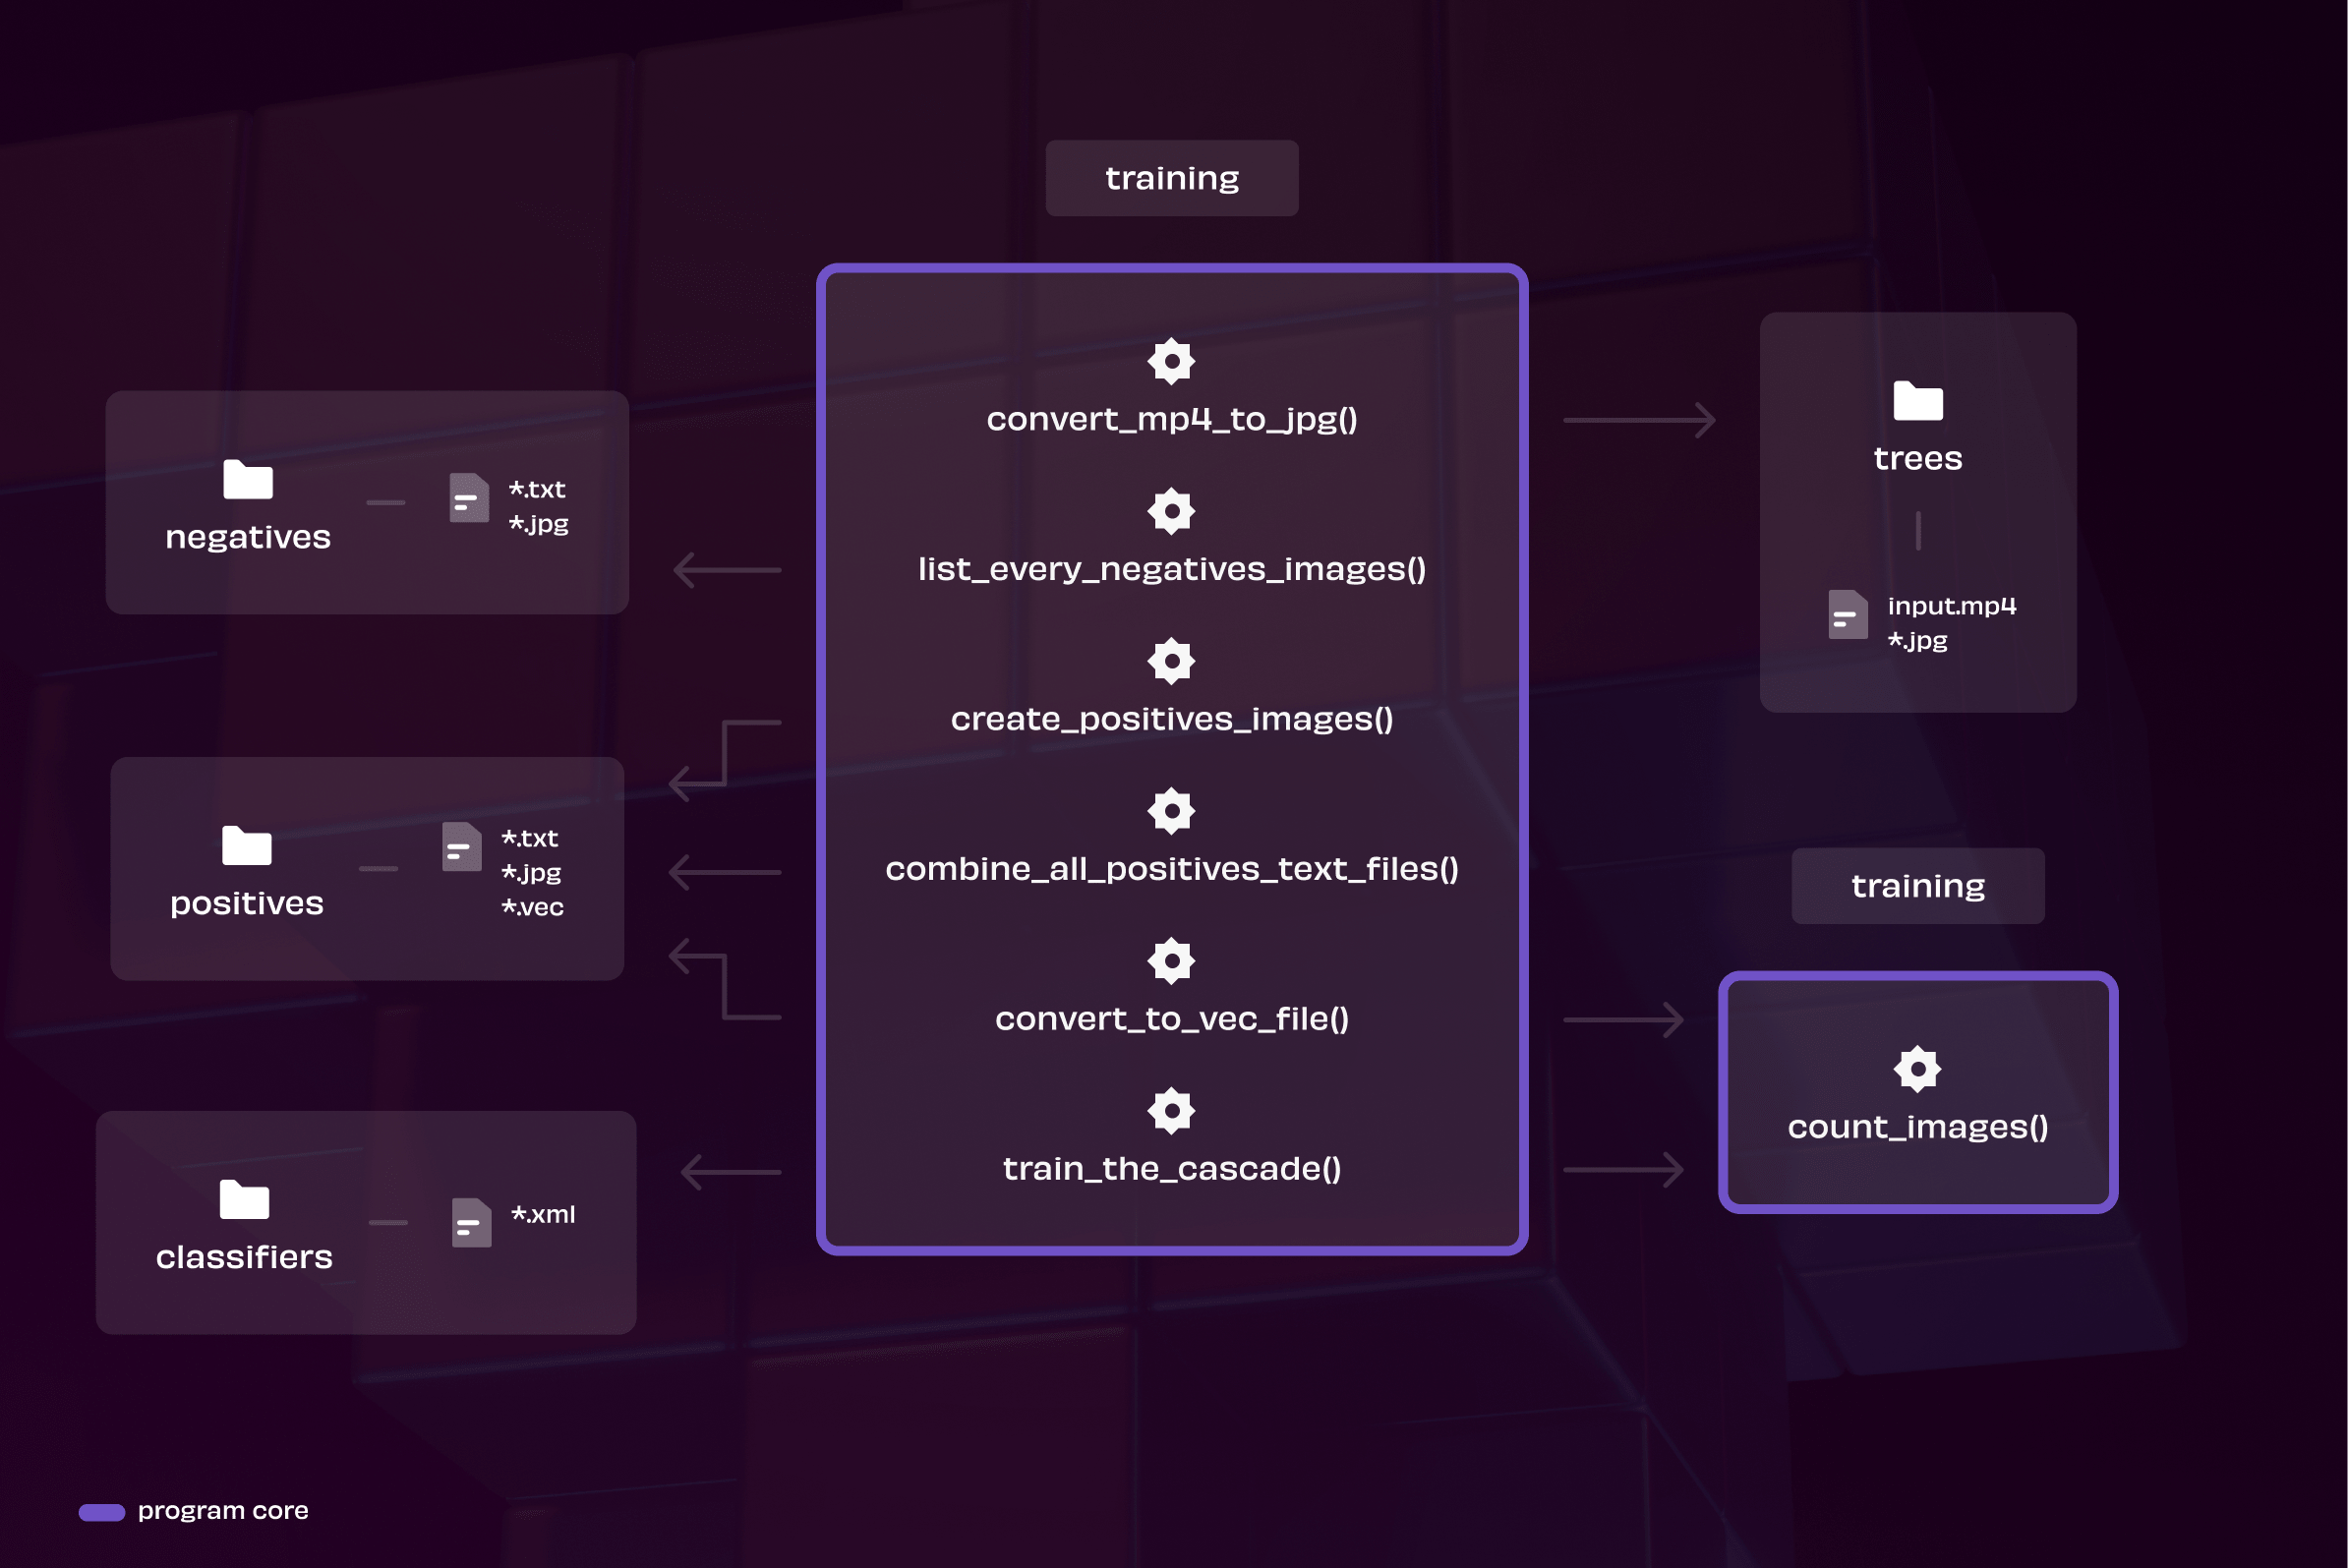 training
convert_mp4_to_jpg()
list_every_negatives_images()
create_positives_images()
combine_all_positives_text_files()
convert_to_vec_file()
train_the_cascade()
negatives
*.txt
*.jpg
positives
*.txt
*.jpg
*.vec
classifiers
*.xml
trees
input.mp4
*.jpg
training
count_images()
program core